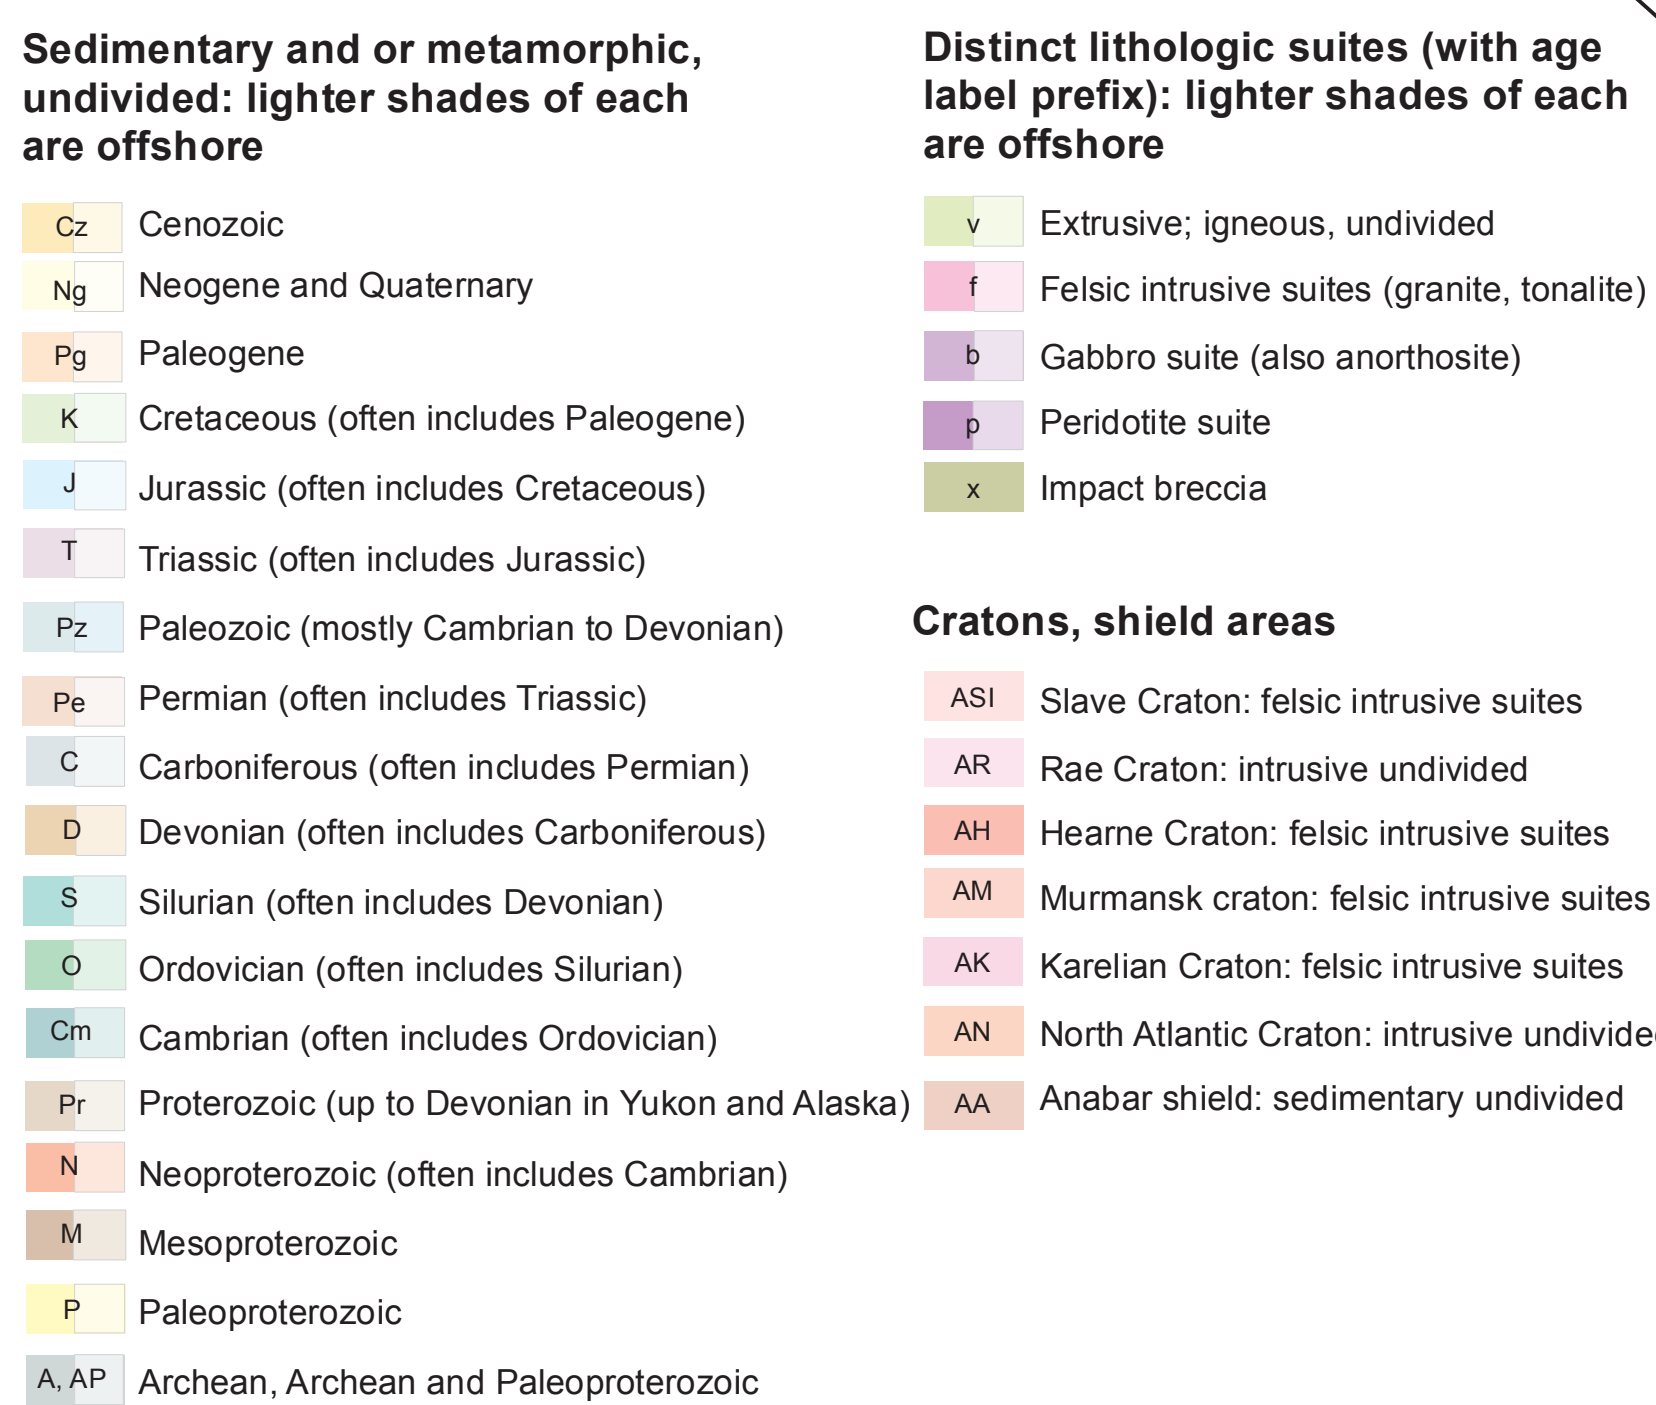 Sedimentary and or metamorphic,
undivided: lighter shades of each
are offshore
Cz Cenozoic
Ng Neogene and Quaternary
Pg Paleogene
K Cretaceous (often includes Paleogene)
J Jurassic (often includes Cretaceous)
T Triassic (often includes Jurassic)
Pz Paleozoic (mostly Cambrian to Devonian)
Pe Permian (often includes Triassic)
C Carboniferous (often includes Permian)
D Devonian (often includes Carboniferous)
S Silurian (often includes Devonian)
O Ordovician (often includes Silurian)
Cm Cambrian (often includes Ordovician)
Pr Proterozoic (up to Devonian in Yukon and Alaska)
N Neoproterozoic (often includes Cambrian)
M Mesoproterozoic
P Paleoproterozoic
A, AP Archean, Archean and Paleoproterozoic
Distinct lithologic suites (with age
label prefix): lighter shades of each
are offshore
v Extrusive; igneous, undivided
f Felsic intrusive suites (granite, tonalite)
b Gabbro suite (also anorthosite)
p Peridotite suite
x Impact breccia
Cratons, shield areas
ASI Slave Craton: felsic intrusive suites
AR Rae Craton: intrusive undivided
AH Hearne Craton: felsic intrusive suites
AM Murmansk craton: felsic intrusive suites
AK Karelian Craton: felsic intrusive suites
AN North Atlantic Craton: intrusive undivide
AA Anabar shield: sedimentary undivided